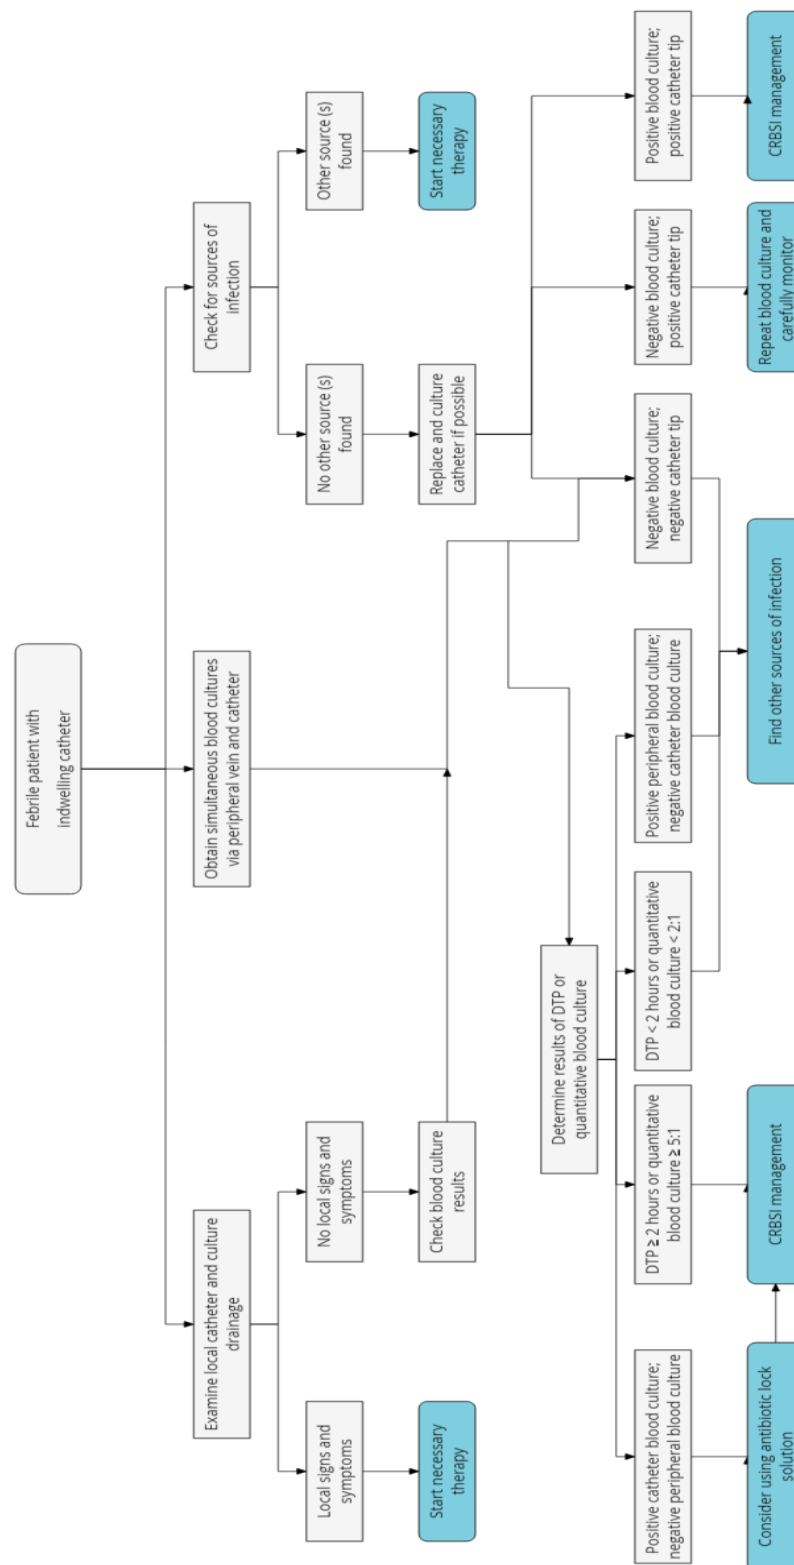 Febrile patient with
indwelling catheter
Examine local catheter and culture
drainage
Obtain simultaneous blood cultures
via peripheral vein and catheter
Check for sources of
infection
Local signs and
symptoms
No local signs and
symptoms
No other source (s)
found
Other source (s)
found
Start necessary
therapy
Check blood culture
results
Replace and culture
catheter if possible
Start necessary
therapy
Determine results of DTP or
quantitative blood culture
Positive catheter blood culture;
negative peripheral blood culture
DTP ≥ 2 hours or quantitative
blood culture ≥ 5:1
DTP < 2 hours or quantitative
blood culture < 2:1
Positive peripheral blood culture;
negative catheter blood culture
Negative blood culture;
negative catheter tip
Negative blood culture;
positive catheter tip
Positive blood culture;
positive catheter tip
Consider using antibiotic lock
solution
CRBSI management
Find other sources of infection
Repeat blood culture and
carefully monitor
CRBSI management